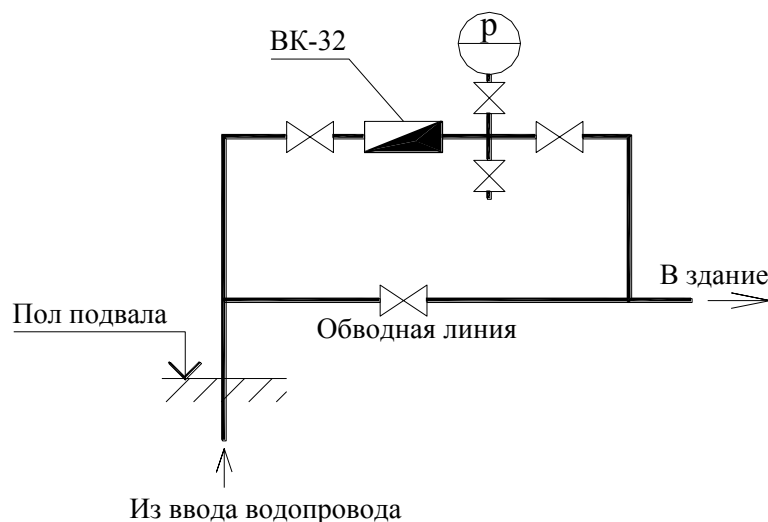 ВК-32
р
В здание
Пол подвала
Обводная линия
Из ввода водопровода